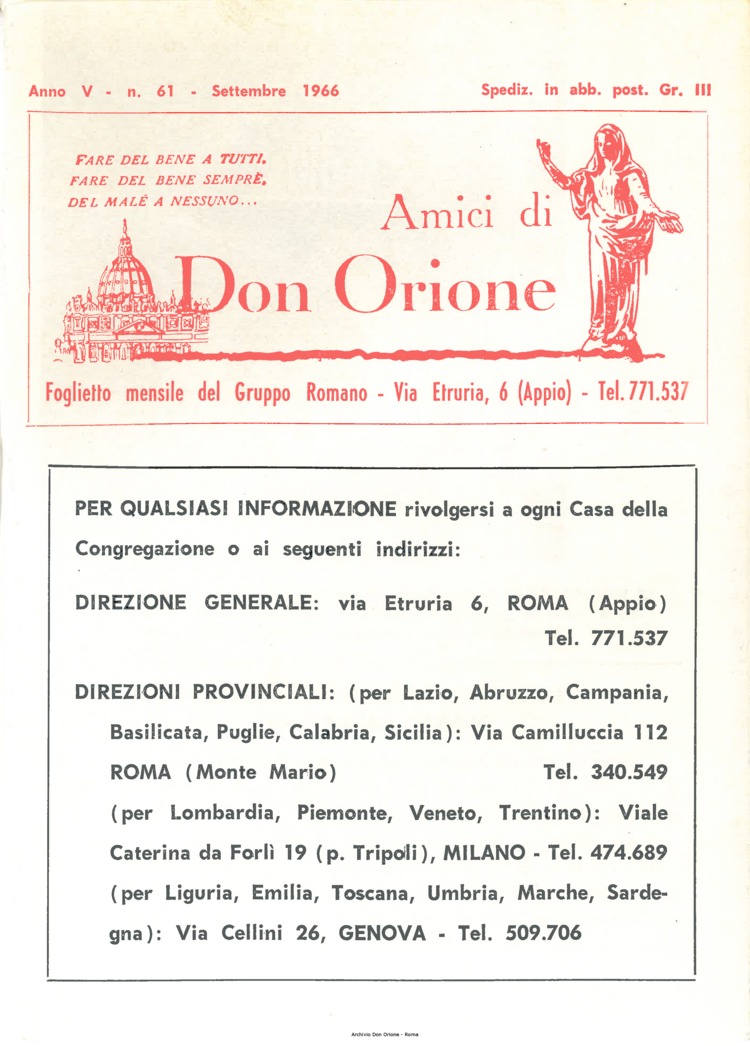 Anno V - n. 61 - Settembre 1966 Spediz. in abb. post. Gr. III
FARE DEL BENE A TUTTI.
FARE DEL BENE SEMPRE.
DEL MALE A NESSUNO...
Amici di
Don Orione
Foglietto mensile del Gruppo Romano - Via Etruria, 6 (Appio) - Tel. 771.537
PER QUALSIASI INFORMAZIONE rivolgersi a ogni Casa della
Congregazione o ai seguenti indirizzi:
DIREZIONE GENERALE: via Etruria 6, ROMA (Appio)
Tel. 771.537
DIREZIONI PROVINCIALI: (per Lazio, Abruzzo, Campania,
Basilicata, Puglie, Calabria, Sicilia): Via Camilluccia 112
ROMA (Monte Mario) Tel. 340.549
(per Lombardia, Piemonte, Veneto, Trentino): Viale
Caterina da Forlì 19 (p. Tripoli), MILANO - Tel. 474.689
(per Liguria, Emilia, Toscana, Umbria, Marche, Sarde-
gna): Via Cellini 26, GENOVA - Tel. 509.706
Archivio Don Orione - Roma